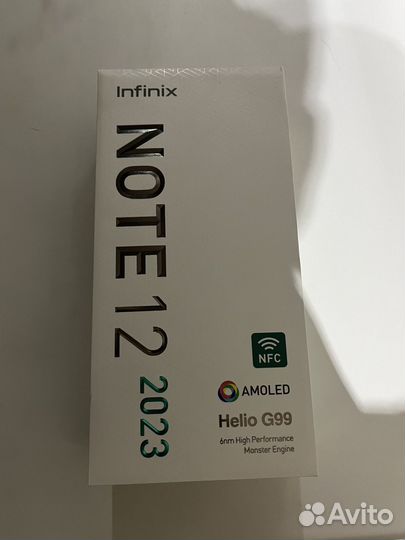 Infinix
NOTE 12 2023
NFC
AMOLED
Helio G99
6nm High Performance
Monster Engine
Avito